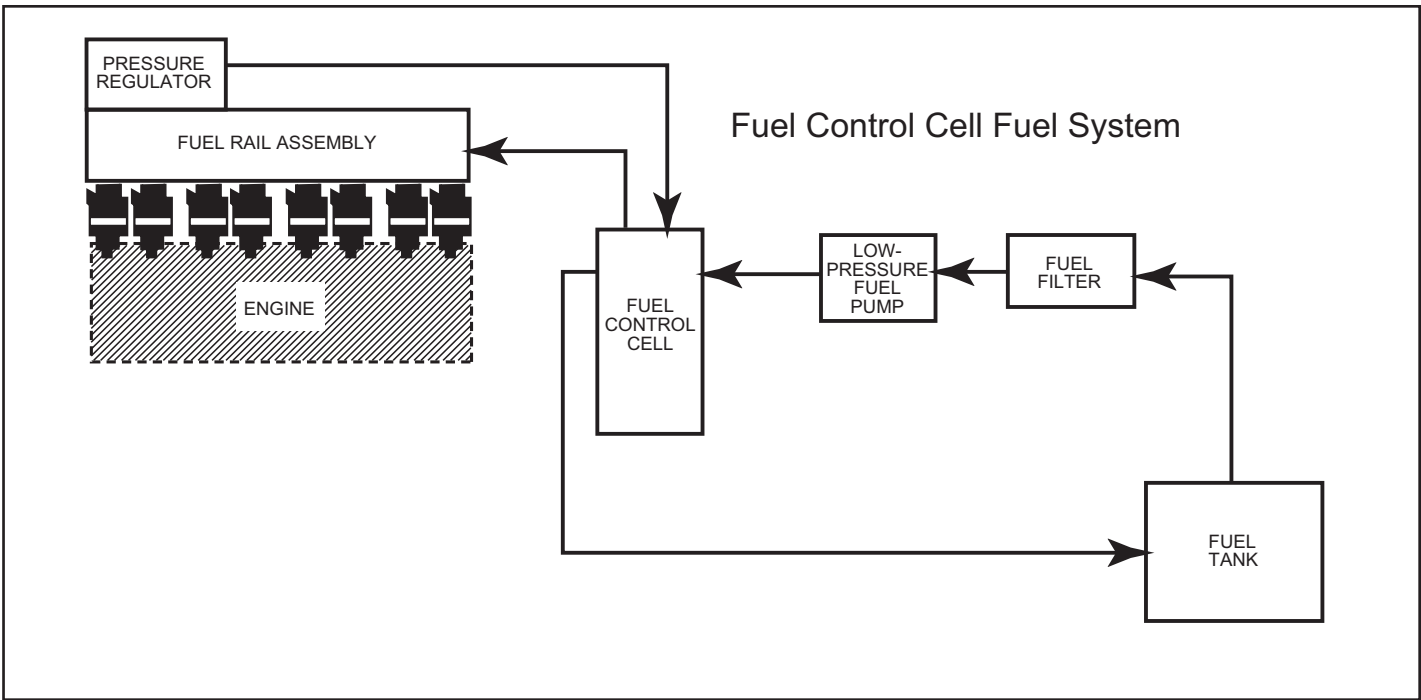 PRESSURE
REGULATOR
FUEL RAIL ASSEMBLY
Fuel Control Cell Fuel System
ENGINE
FUEL
CONTROL
CELL
LOW-
PRESSURE
FUEL
PUMP
FUEL
FILTER
FUEL
TANK